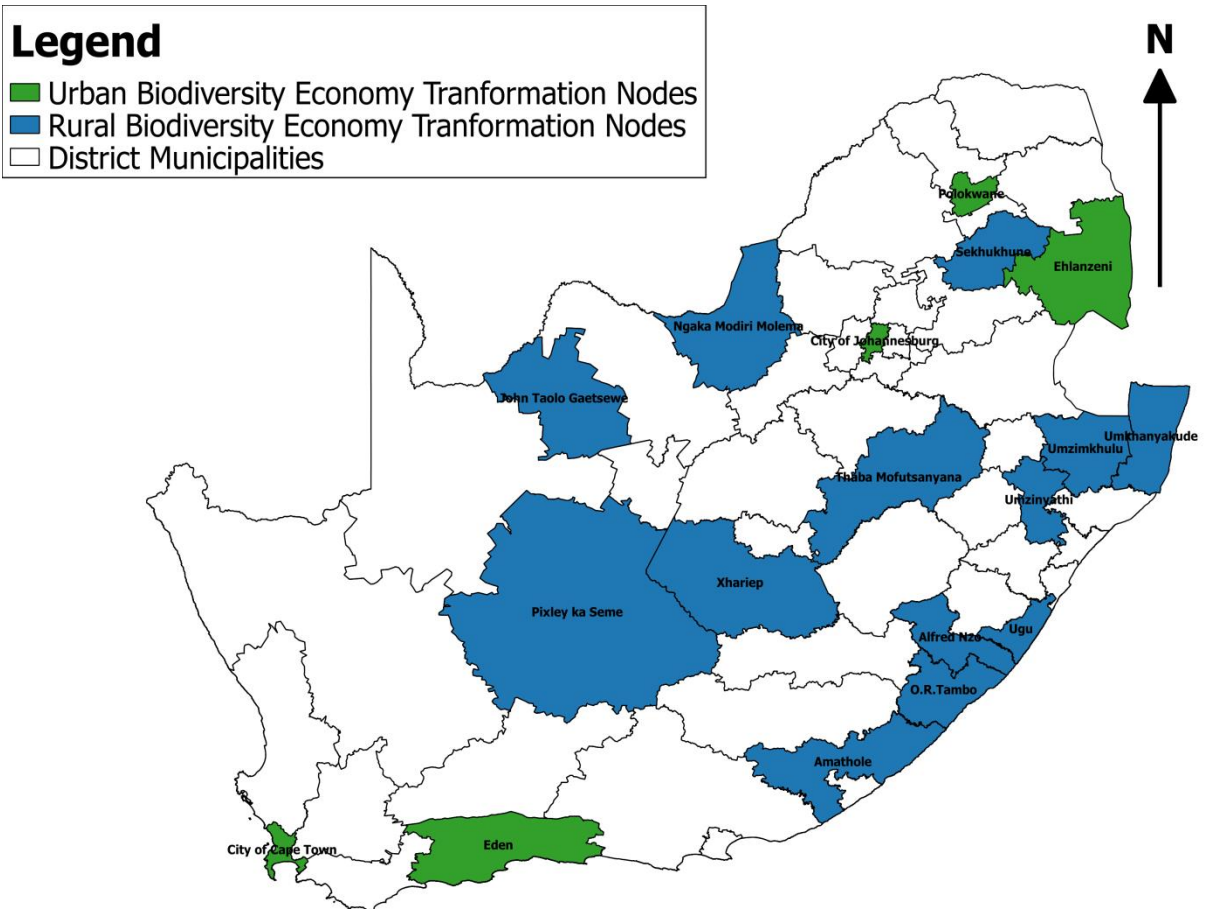 Legend
Urban Biodiversity Economy Tranformation Nodes
Rural Biodiversity Economy Tranformation Nodes
District Municipalities
N
Polokwane
Sekhukhune
Ehlanzeni
Ngaka Modiri Molema
City of Johannesburg
John Taolo Gaetsewe
Umkhanyakude
Umzimkhulu
Thaba Mofutsanyana
Umzinyathi
Xhariep
Pixley ka Seme
Ugu
Alfred Nzo
O.R.Tambo
Amathole
Eden
City of Cape Town